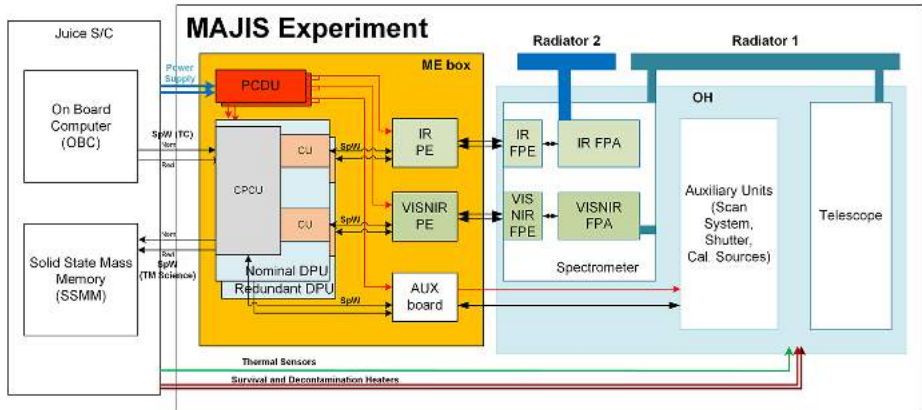 MAJIS Experiment
Juice S/C
Radiator 2
Radiator 1
Power
Supply
ME box
PCDU
OH
On Board
Computer
(OBC)
SpW (TC)
Nom
Red
CU
SpW
IR
PE
IR
FPE
IR FPA
CPCU
Auxiliary Units
(Scan
System,
Shutter,
Cal. Sources)
Telescope
CU
SpW
VISNIR
PE
VIS
NIR
FPE
VISNIR
FPA
Solid State Mass
Memory
(SSMM)
Nom
Red
SpW
(TM Science)
Spectrometer
Nominal DPU
Redundant DPU
SpW
AUX
board
Thermal Sensors
Survival and Decontamination Heaters